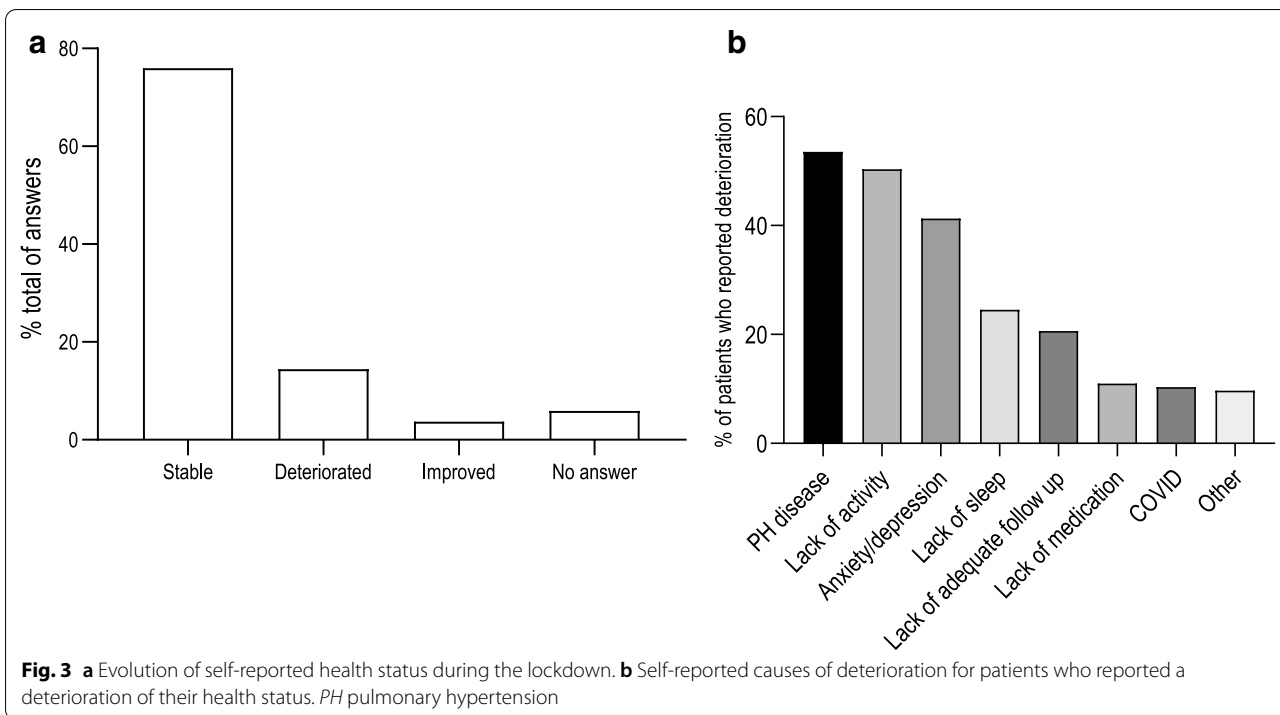 a
80
60
40
20
0
% total of answers
Stable
Deteriorated
Improved
No answer
b
60
40
20
0
% of patients who reported deterioration
PH disease
Lack of activity
Anxiety/depression
Lack of sleep
Lack of adequate follow up
Lack of medication
COVID
Other
Fig. 3 a Evolution of self-reported health status during the lockdown. b Self-reported causes of deterioration for patients who reported a
deterioration of their health status. PH pulmonary hypertension